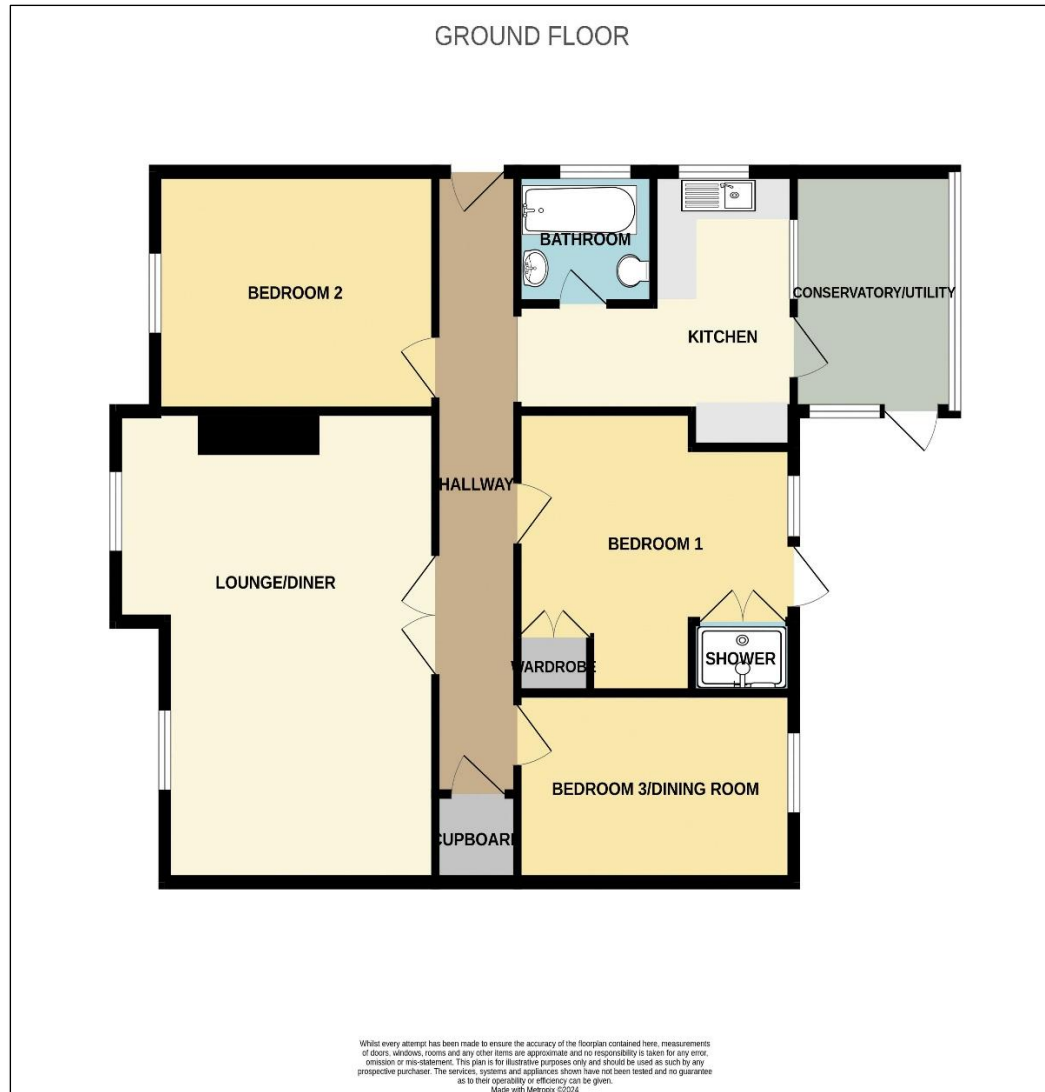 GROUND FLOOR
BEDROOM 2
BATHROOM
CONSERVATORY/UTILITY
KITCHEN
HALLWAY
BEDROOM 1
LOUNGE/DINER
WARDROBE
SHOWER
BEDROOM 3/DINING ROOM
CUPBOARD
Whilst every attempt has been made to ensure the accuracy of the floorplan contained here, measurements
of doors, windows, rooms and any other items are approximate and no responsibility is taken for any error,
omission or mis-statement. This plan is for illustrative purposes only and should be used as such by any
prospective purchaser. The services, systems and appliances shown have not been tested and no guarantee
as to their operability or efficiency can be given.
Made with Metropix ©2024